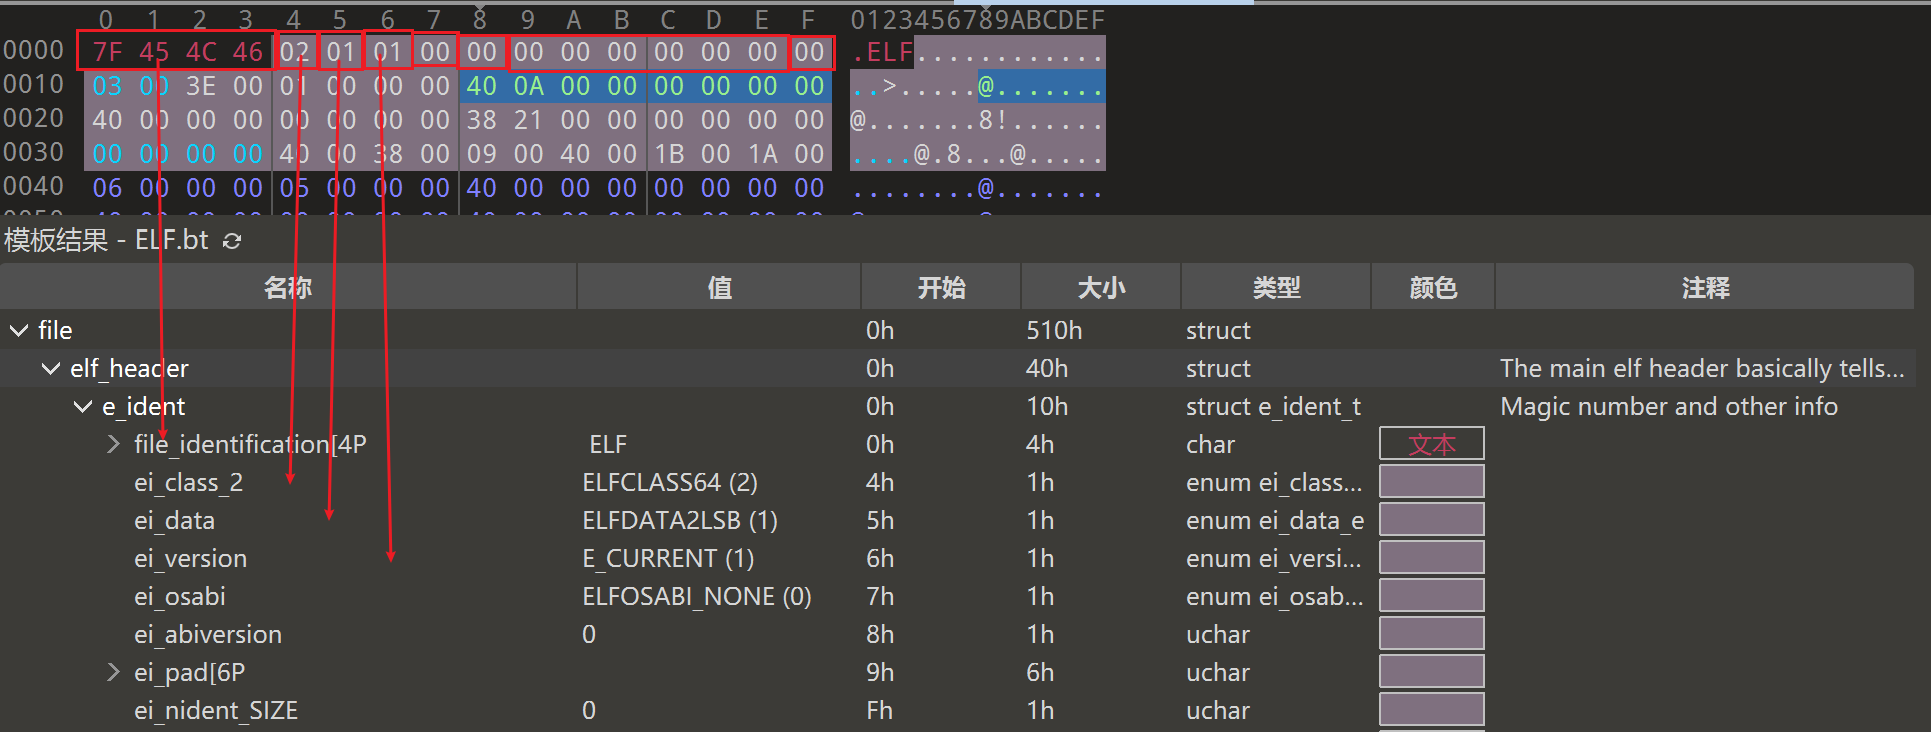 0 1 2 3 4 5 6 7 8 9 A B C D E F 0123456789ABCDEF
0000 7F 45 4C 46 02 01 01 00 00 00 00 00 00 00 00 00 .ELF............
0010 03 00 3E 00 01 00 00 00 40 0A 00 00 00 00 00 00 ..>.....@.......
0020 40 00 00 00 00 00 00 00 38 21 00 00 00 00 00 00 @.......8!......
0030 00 00 00 00 40 00 38 00 09 00 40 00 1B 00 1A 00 ....@.8...@.....
0040 06 00 00 00 05 00 00 00 40 00 00 00 00 00 00 00 ........@.......
模板结果 - ELF.bt
名称 值 开始 大小 类型 颜色 注释
file 0h 510h struct
elf_header 0h 40h struct The main elf header basically tells...
e_ident 0h 10h struct e_ident_t Magic number and other info
file_identification[4P ELF 0h 4h char 文本
ei_class_2 ELFCLASS64 (2) 4h 1h enum ei_class...
ei_data ELFDATA2LSB (1) 5h 1h enum ei_data_e
ei_version E_CURRENT (1) 6h 1h enum ei_versi...
ei_osabi ELFOSABI_NONE (0) 7h 1h enum ei_osab...
ei_abiversion 0 8h 1h uchar
ei_pad[6P 9h 6h uchar
ei_nident_SIZE 0 Fh 1h uchar